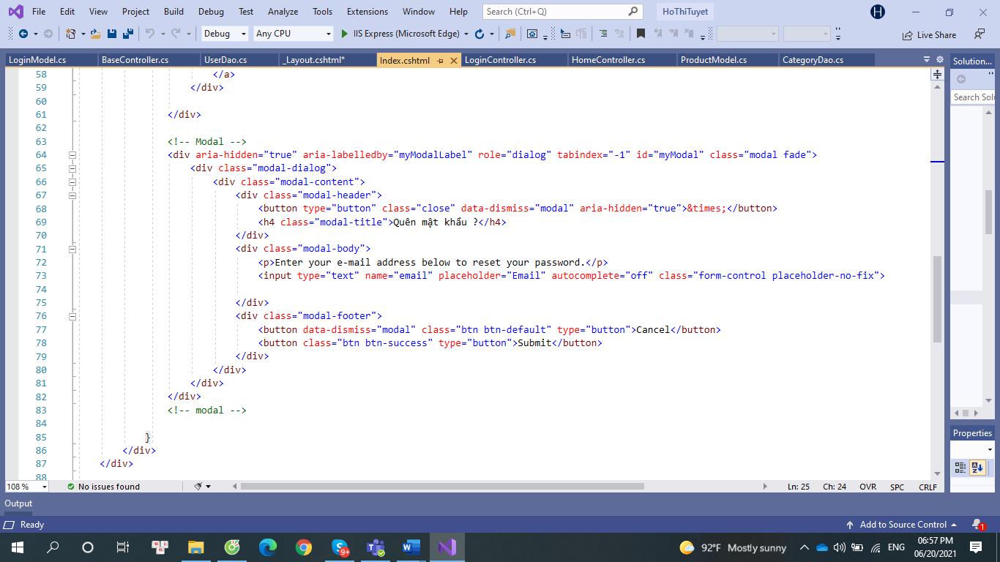 File Edit View Project Build Debug Test Analyze Tools Extensions Window Help Search (Ctrl+Q) HoThiTuyet H
Debug Any CPU IIS Express (Microsoft Edge) Live Share
LoginModel.cs BaseController.cs UserDao.cs _Layout.cshtml* Index.cshtml LoginController.cs HomeController.cs ProductModel.cs CategoryDao.cs Solution...
58 </a>
59 </div>
60
61 </div>
62
63 <!-- Modal -->
64 <div aria-hidden="true" aria-labelledby="myModalLabel" role="dialog" tabindex="-1" id="myModal" class="modal fade">
65 <div class="modal-dialog">
66 <div class="modal-content">
67 <div class="modal-header">
68 <button type="button" class="close" data-dismiss="modal" aria-hidden="true">&times;</button>
69 <h4 class="modal-title">Quên mật khẩu ?</h4>
70 </div>
71 <div class="modal-body">
72 <p>Enter your e-mail address below to reset your password.</p>
73 <input type="text" name="email" placeholder="Email" autocomplete="off" class="form-control placeholder-no-fix">
74
75 </div>
76 <div class="modal-footer">
77 <button data-dismiss="modal" class="btn btn-default" type="button">Cancel</button>
78 <button class="btn btn-success" type="button">Submit</button>
79 </div>
80 </div>
81 </div>
82 </div>
83 <!-- modal -->
84
85 }
86 </div>
87 </div>
88
Search Solu
Properties
108 % No issues found Ln: 25 Ch: 24 OVR SPC CRLF
Output
Ready Add to Source Control 1
9+ 92°F Mostly sunny ENG 06:57 PM
06/20/2021